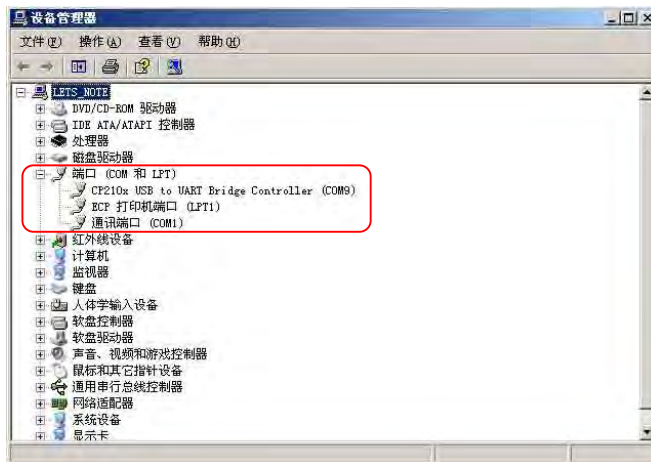 设备管理器
文件(F) 操作(A) 查看(V) 帮助(H)
LETS_NOTE
DVD/CD-ROM 驱动器
IDE ATA/ATAPI 控制器
处理器
磁盘驱动器
端口 (COM 和 LPT)
CP210x USB to UART Bridge Controller (COM9)
ECP 打印机端口 (LPT1)
通讯端口 (COM1)
红外线设备
计算机
监视器
键盘
人体学输入设备
软盘控制器
软盘驱动器
声音、视频和游戏控制器
鼠标和其它指针设备
通用串行总线控制器
网络适配器
系统设备
显示卡